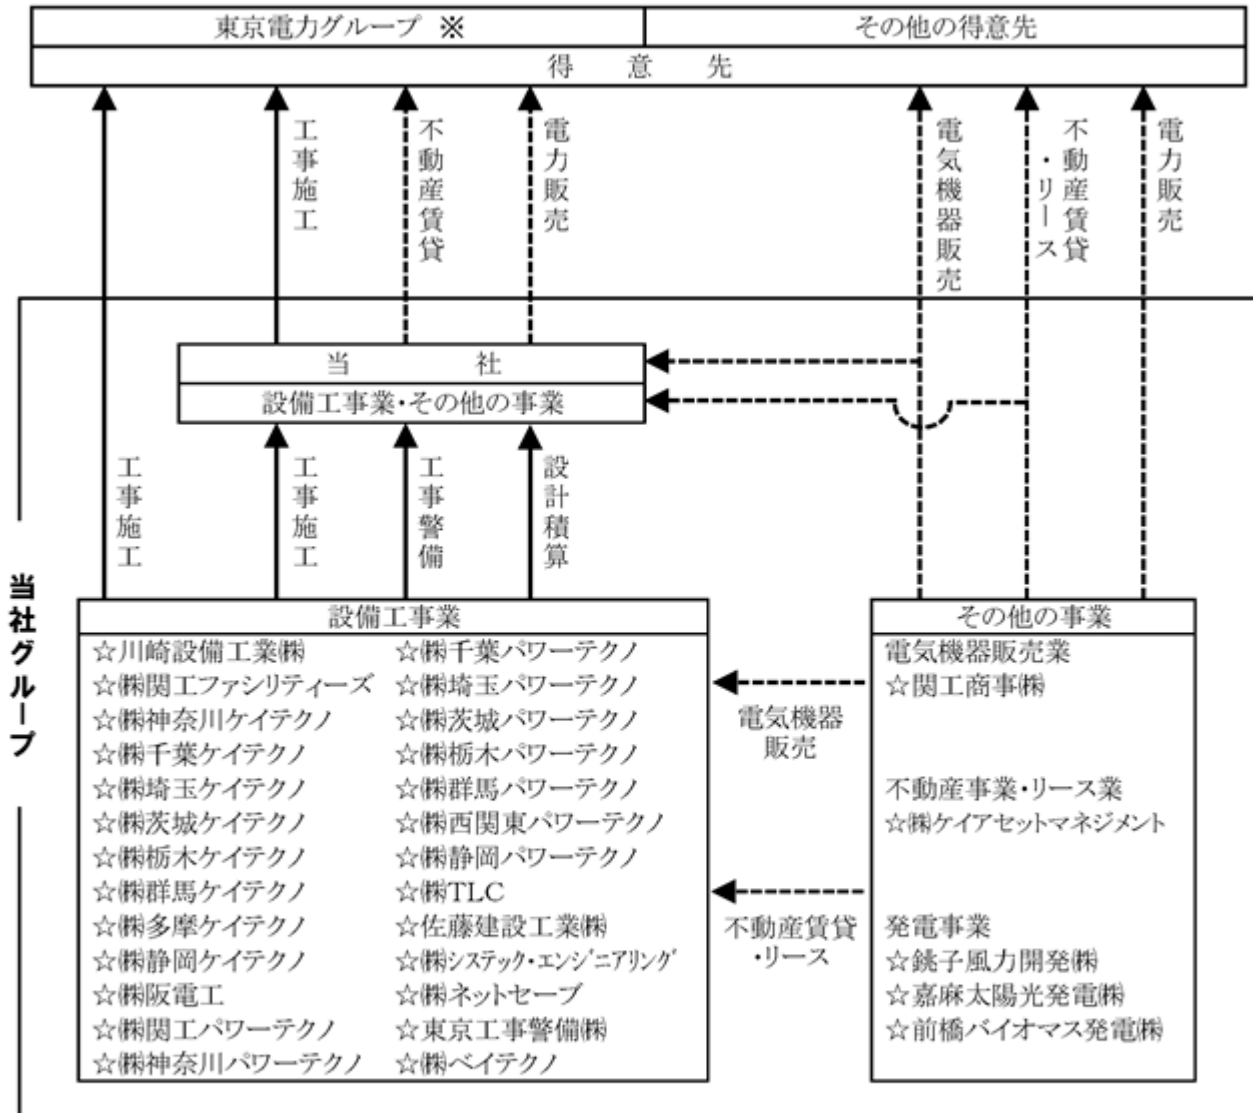 東京電力グループ ※
その他の得意先
得意先
工事施工
不動産賃貸
電力販売
電気機器販売
不動産賃貸
・リース
電力販売
当社
設備工事業・その他の事業
工事施工
工事施工
工事警備
設計積算
当社グループ
設備工事業
☆川崎設備工業㈱
☆㈱関工ファシリティーズ
☆㈱神奈川ケイテクノ
☆㈱千葉ケイテクノ
☆㈱埼玉ケイテクノ
☆㈱茨城ケイテクノ
☆㈱栃木ケイテクノ
☆㈱群馬ケイテクノ
☆㈱多摩ケイテクノ
☆㈱静岡ケイテクノ
☆㈱阪電工
☆㈱関工パワーテクノ
☆㈱神奈川パワーテクノ
☆㈱千葉パワーテクノ
☆㈱埼玉パワーテクノ
☆㈱茨城パワーテクノ
☆㈱栃木パワーテクノ
☆㈱群馬パワーテクノ
☆㈱西関東パワーテクノ
☆㈱静岡パワーテクノ
☆㈱TLC
☆佐藤建設工業㈱
☆㈱システック・エンジニアリング
☆㈱ネットセーブ
☆東京工事警備㈱
☆㈱ベイテクノ
電気機器
販売
不動産賃貸
・リース
その他の事業
電気機器販売業
☆関工商事㈱
不動産事業・リース業
☆㈱ケイアセットマネジメント
発電事業
☆銚子風力開発㈱
☆嘉麻太陽光発電㈱
☆前橋バイオマス発電㈱